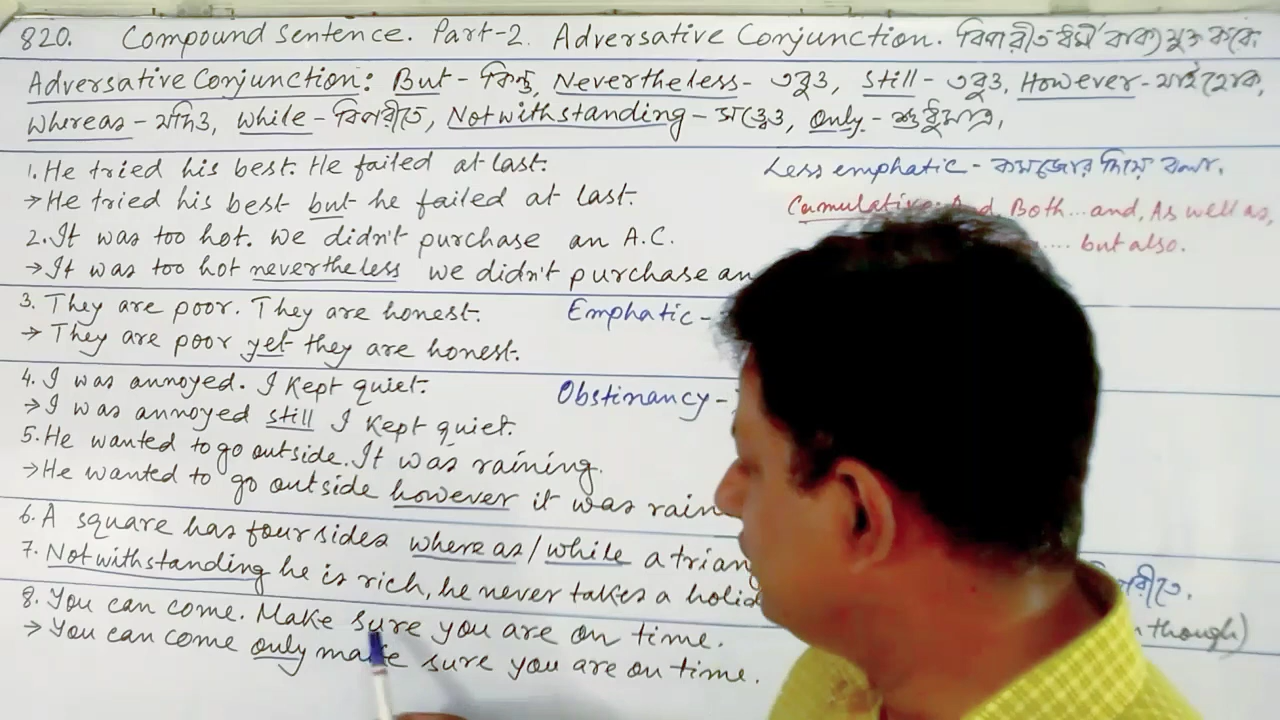 820. Compound Sentence. Part-2. Adversative Conjunction. বিপরীত ধর্মী বাক্য যুক্ত করে.
Adversative Conjunction: But - কিন্তু, Nevertheless - তবুও, Still - তবুও, However - যাইহোক,
Whereas - যদিও, While - বিপরীতে, Notwithstanding - সত্ত্বেও, Only - শুধুমাত্র,
1. He tried his best. He failed at last. Less emphatic - কম জোর দিয়ে বলা.
→ He tried his best but he failed at last. Cumulative: And Both...and, As well as,
2. It was too hot. We didn't purchase an A.C. .... but also.
→ It was too hot nevertheless we didn't purchase an
3. They are poor. They are honest. Emphatic -
→ They are poor yet they are honest.
4. I was annoyed. I kept quiet. Obstinancy -
→ I was annoyed still I kept quiet.
5. He wanted to go outside. It was raining.
→ He wanted to go outside however it was rain
6. A square has four sides whereas/while a triang
7. Notwithstanding he is rich, he never takes a holid
8. You can come. Make sure you are on time. though)
→ You can come only make sure you are on time.